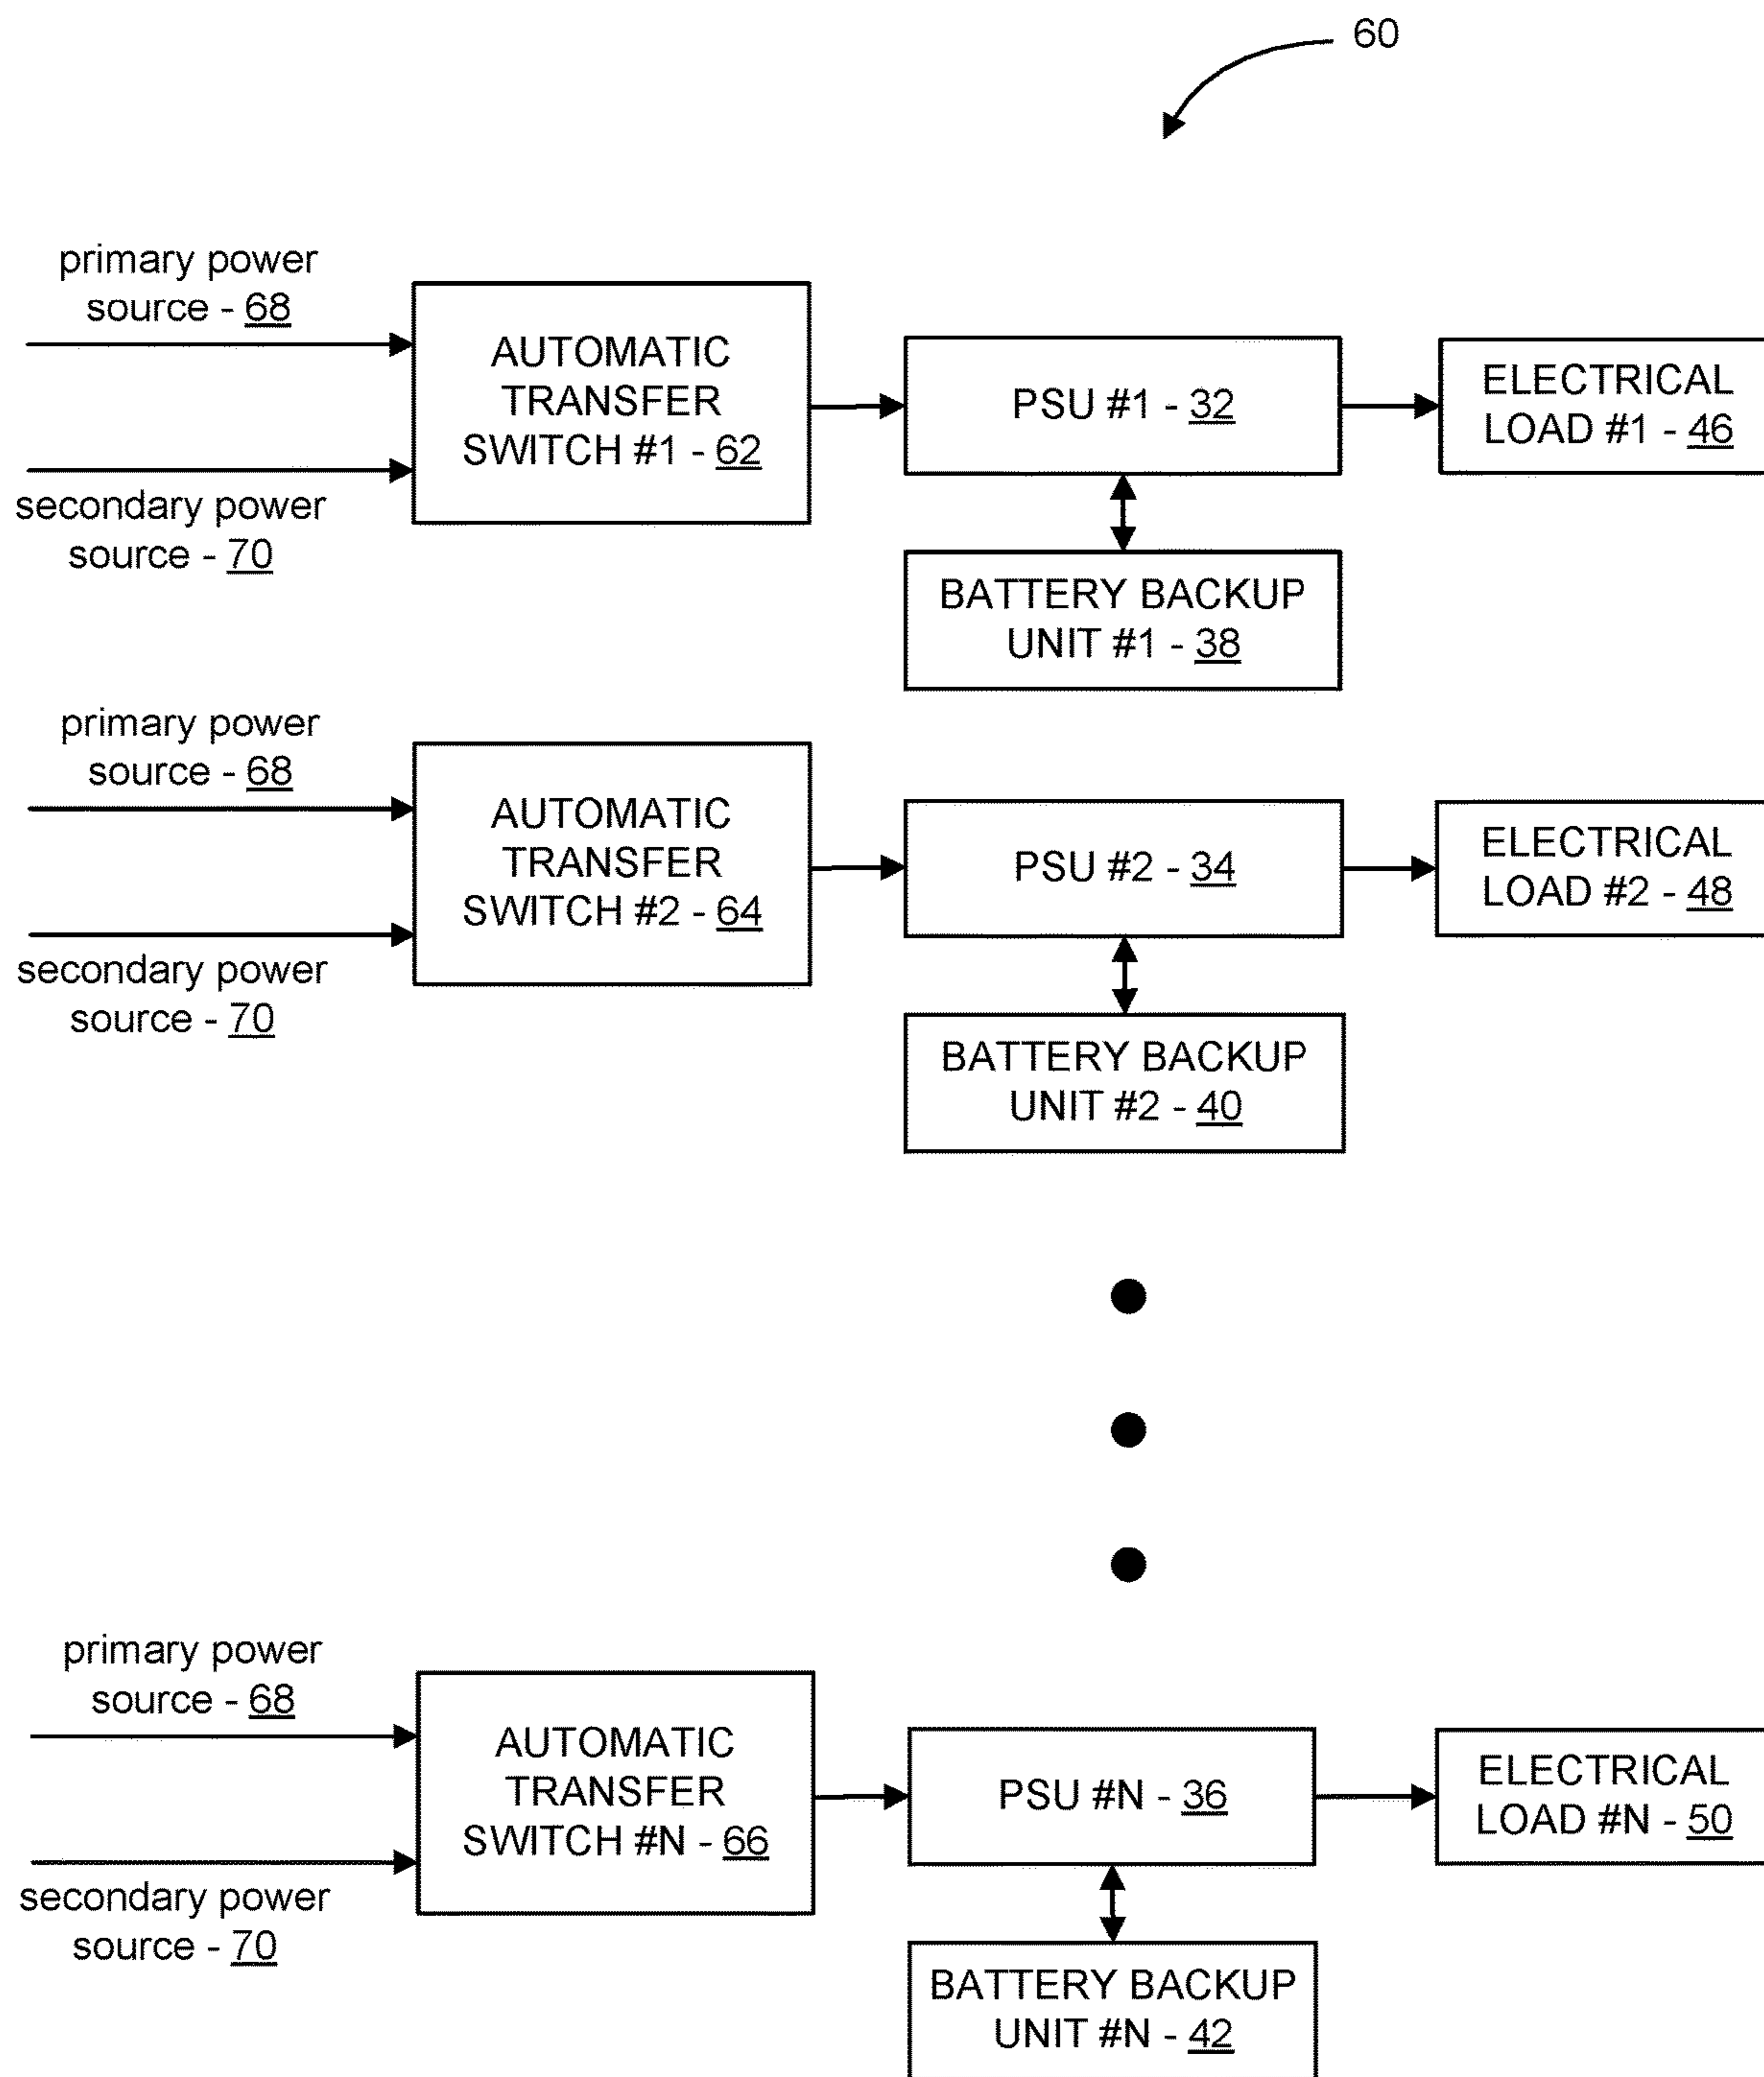 60
primary power
source - 68
secondary power
source - 70
AUTOMATIC
TRANSFER
SWITCH #1 - 62
PSU #1 - 32
ELECTRICAL
LOAD #1 - 46
BATTERY BACKUP
UNIT #1 - 38
primary power
source - 68
secondary power
source - 70
AUTOMATIC
TRANSFER
SWITCH #2 - 64
PSU #2 - 34
ELECTRICAL
LOAD #2 - 48
BATTERY BACKUP
UNIT #2 - 40
primary power
source - 68
secondary power
source - 70
AUTOMATIC
TRANSFER
SWITCH #N - 66
PSU #N - 36
ELECTRICAL
LOAD #N - 50
BATTERY BACKUP
UNIT #N - 42